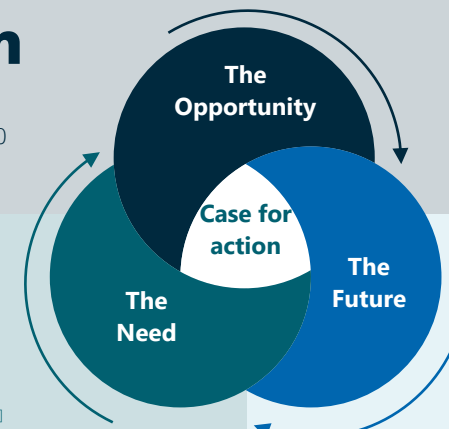 The
Opportunity
Case for
action
The
Future
The
Need